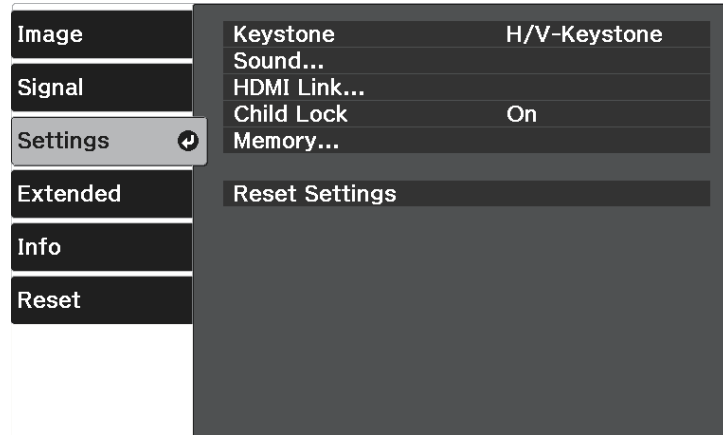 Image
Signal
Settings
Extended
Info
Reset
Keystone H/V-Keystone
Sound...
HDMI Link...
Child Lock On
Memory...
Reset Settings